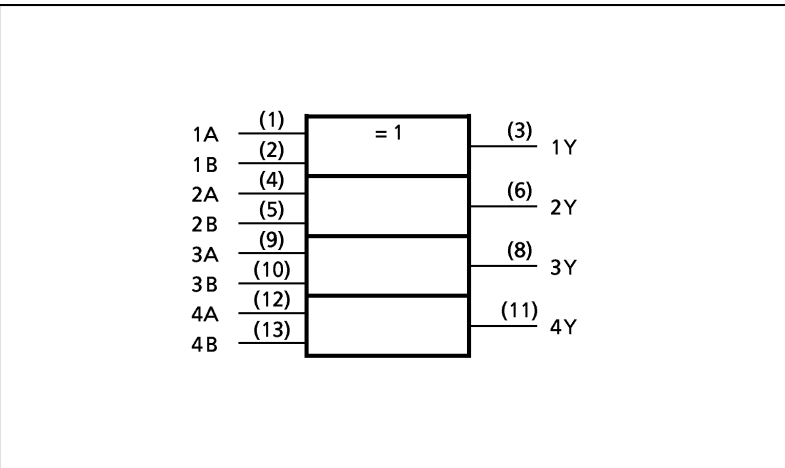 (1)
1A
= 1
(3)
1Y
(2)
1B
(4)
2A
(6)
2Y
(5)
2B
(9)
3A
(8)
3Y
(10)
3B
(12)
4A
(11)
4Y
(13)
4B